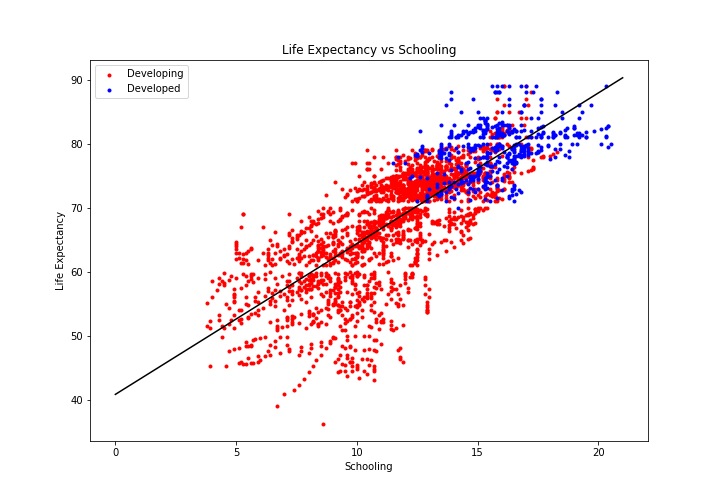 Life Expectancy vs Schooling
Developing
Developed
90
80
70
60
50
40
Life Expectancy
0 5 10 15 20
Schooling